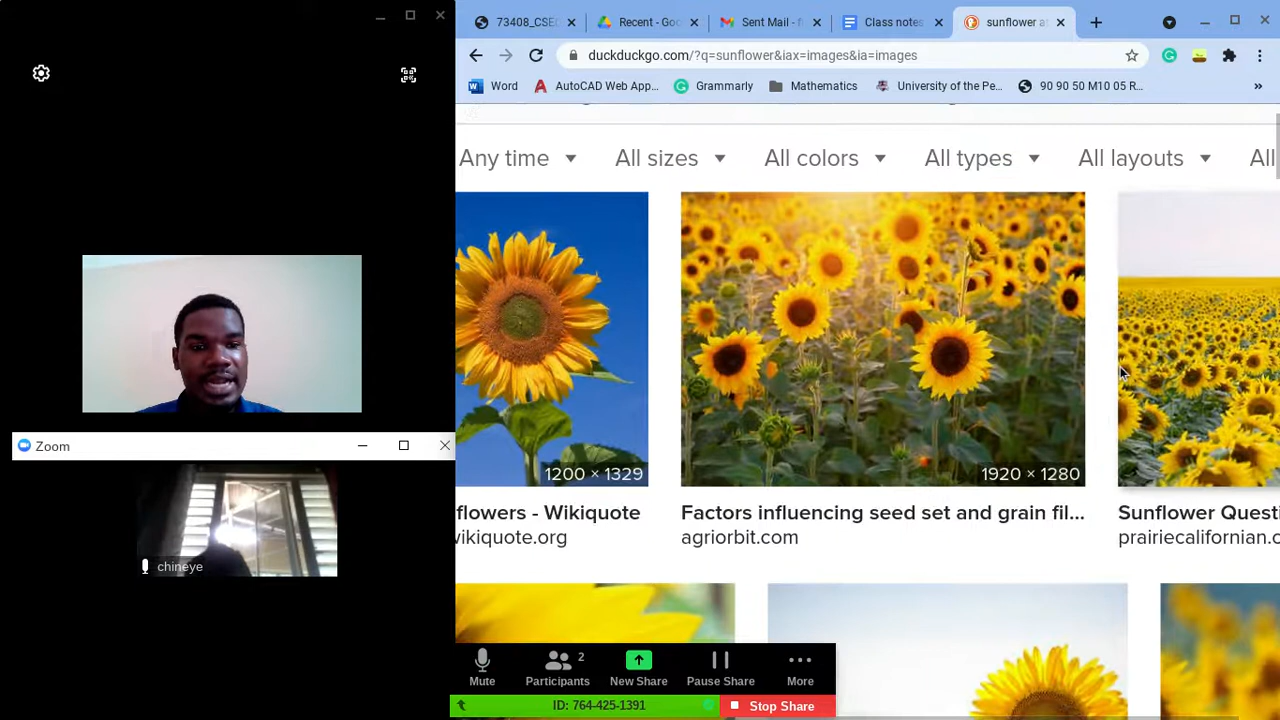 73408_CSE
Recent - Goo
Sent Mail - f
Class notes
sunflower a
duckduckgo.com/?q=sunflower&iax=images&ia=images
Word
AutoCAD Web App...
Grammarly
Mathematics
University of the Pe...
90 90 50 M10 05 R...
»
Any time
All sizes
All colors
All types
All layouts
All
1200 × 1329
1920 × 1280
flowers - Wikiquote
wikiquote.org
Factors influencing seed set and grain fil...
agriorbit.com
Sunflower Questi
prairiecalifornian.c
Zoom
chineye
Mute
Participants
2
New Share
Pause Share
More
ID: 764-425-1391
Stop Share